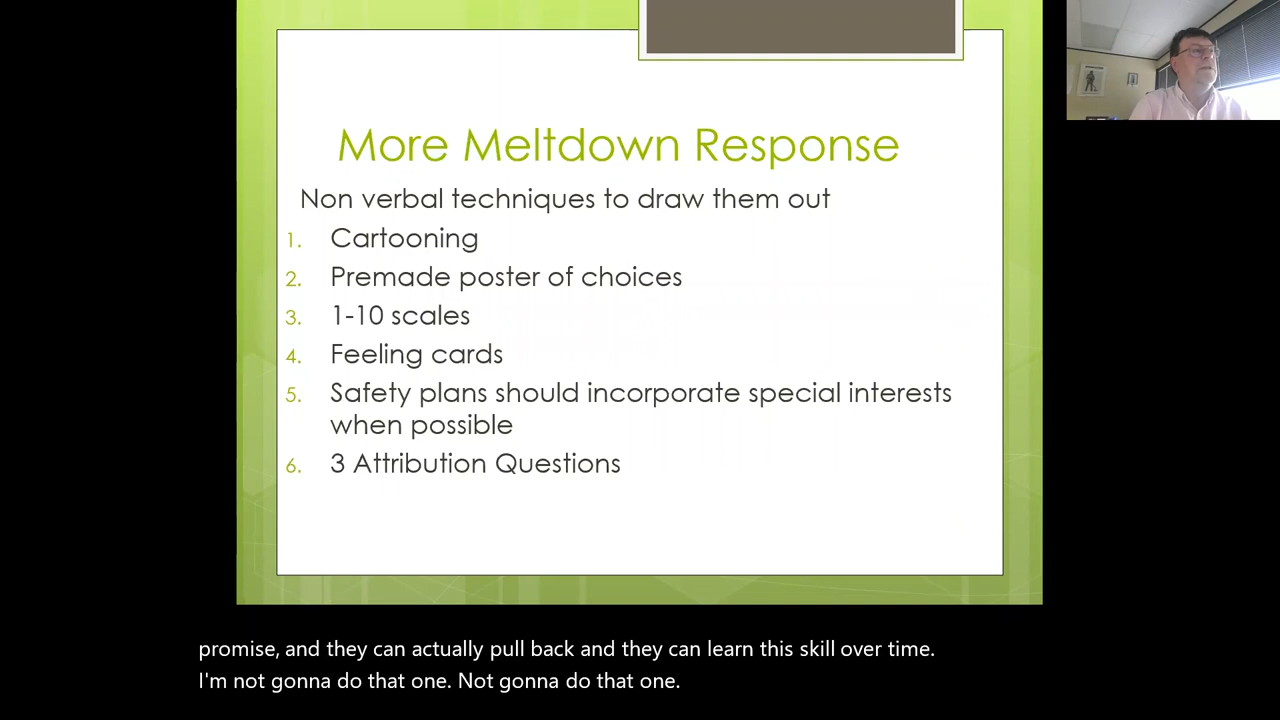 More Meltdown Response
Non verbal techniques to draw them out
1. Cartooning
2. Premade poster of choices
3. 1-10 scales
4. Feeling cards
5. Safety plans should incorporate special interests
when possible
6. 3 Attribution Questions
promise, and they can actually pull back and they can learn this skill over time.
I'm not gonna do that one. Not gonna do that one.